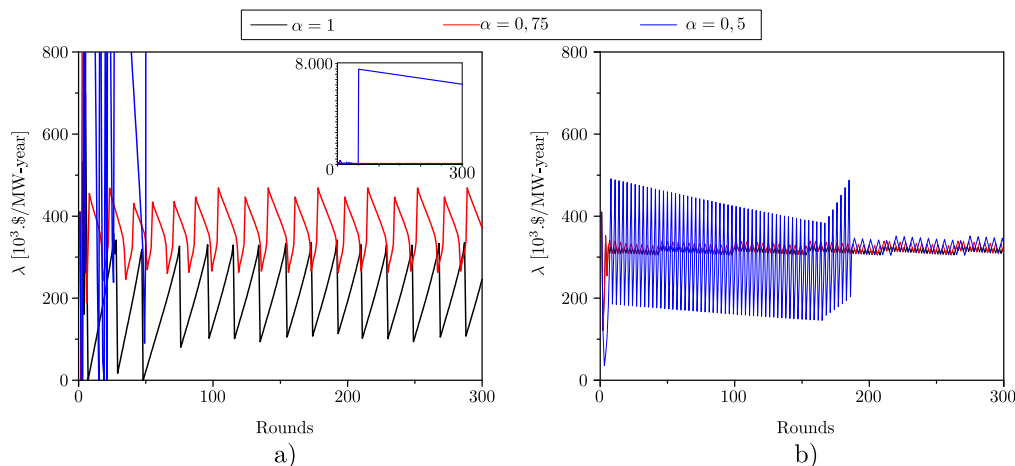 α = 1 α = 0, 75 α = 0, 5
800
600
400
200
0
λ [10³.$/MW-year]
8.000
0
300
0 100 200 300
Rounds
a)
800
600
400
200
0
λ [10³.$/MW-year]
0 100 200 300
Rounds
b)